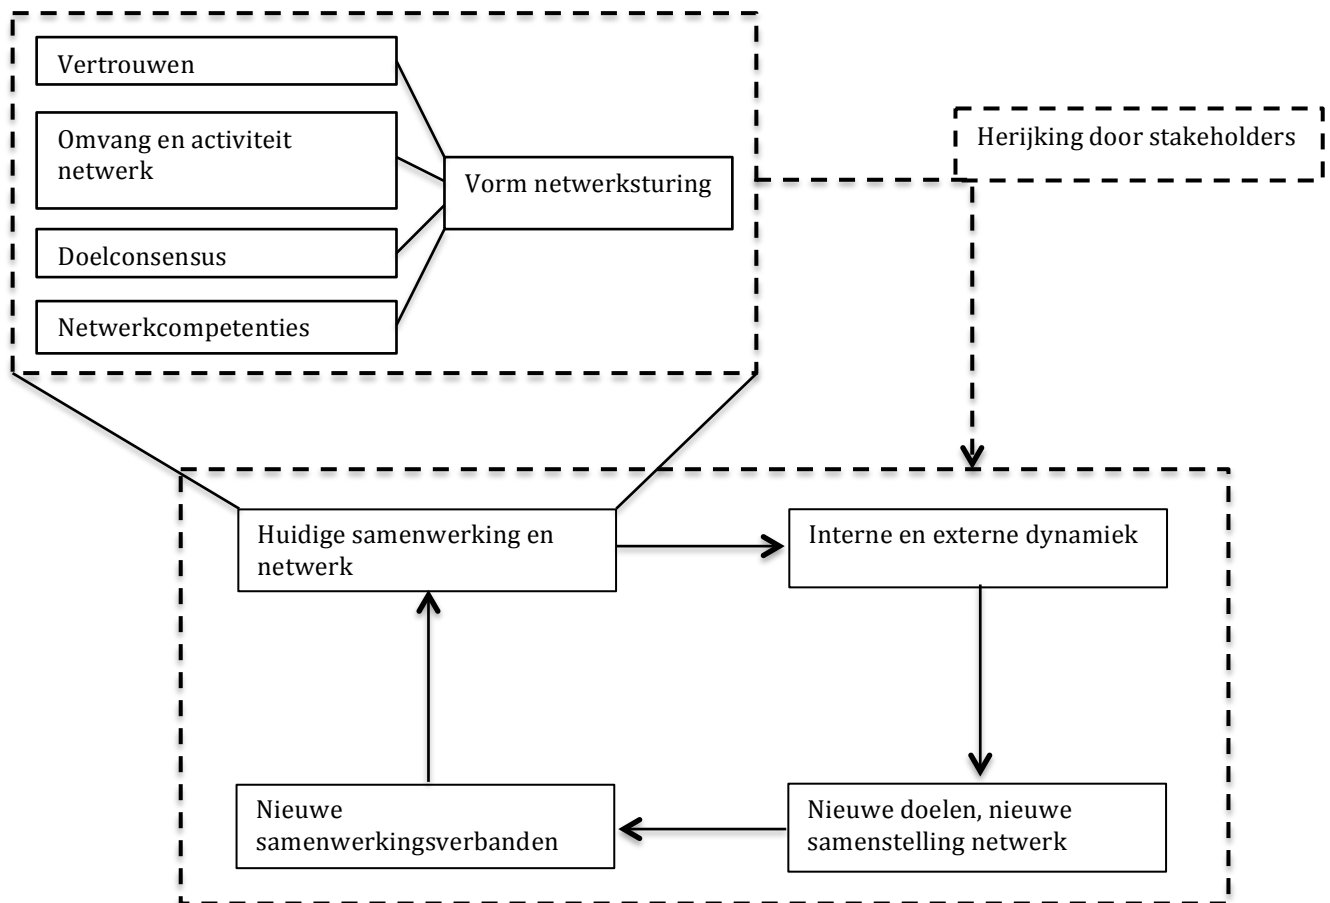 Vertrouwen
Omvang en activiteit
netwerk
Doelconsensus
Netwerkcompetenties
Vorm netwerksturing
Herijking door stakeholders
Huidige samenwerking en
netwerk
Interne en externe dynamiek
Nieuwe
samenwerkingsverbanden
Nieuwe doelen, nieuwe
samenstelling netwerk